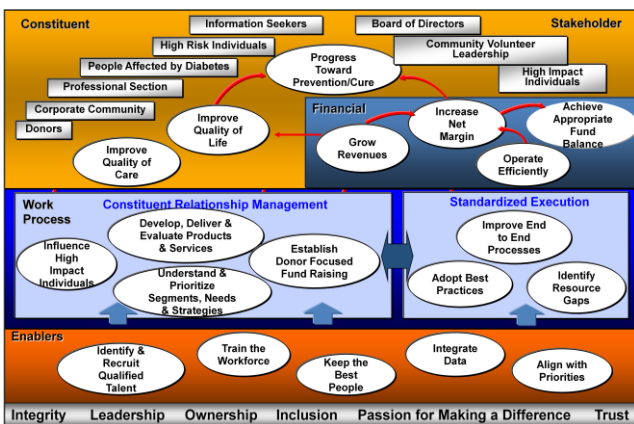 Constituent
Stakeholder
Information Seekers
Board of Directors
High Risk Individuals
Community Volunteer
Leadership
People Affected by Diabetes
High Impact
Individuals
Professional Section
Corporate Community
Donors
Progress
Toward
Prevention/Cure
Improve
Quality of
Life
Improve
Quality of
Care
Financial
Grow
Revenues
Increase
Net
Margin
Achieve
Appropriate
Fund
Balance
Operate
Efficiently
Work
Process
Constituent Relationship Management
Influence
High
Impact
Individuals
Develop, Deliver &
Evaluate Products
& Services
Understand &
Prioritize
Segments, Needs
& Strategies
Establish
Donor Focused
Fund Raising
Standardized Execution
Improve End
to End
Processes
Adopt Best
Practices
Identify
Resource
Gaps
Enablers
Identify &
Recruit
Qualified
Talent
Train the
Workforce
Keep the
Best
People
Integrate
Data
Align with
Priorities
Integrity Leadership Ownership Inclusion Passion for Making a Difference Trust